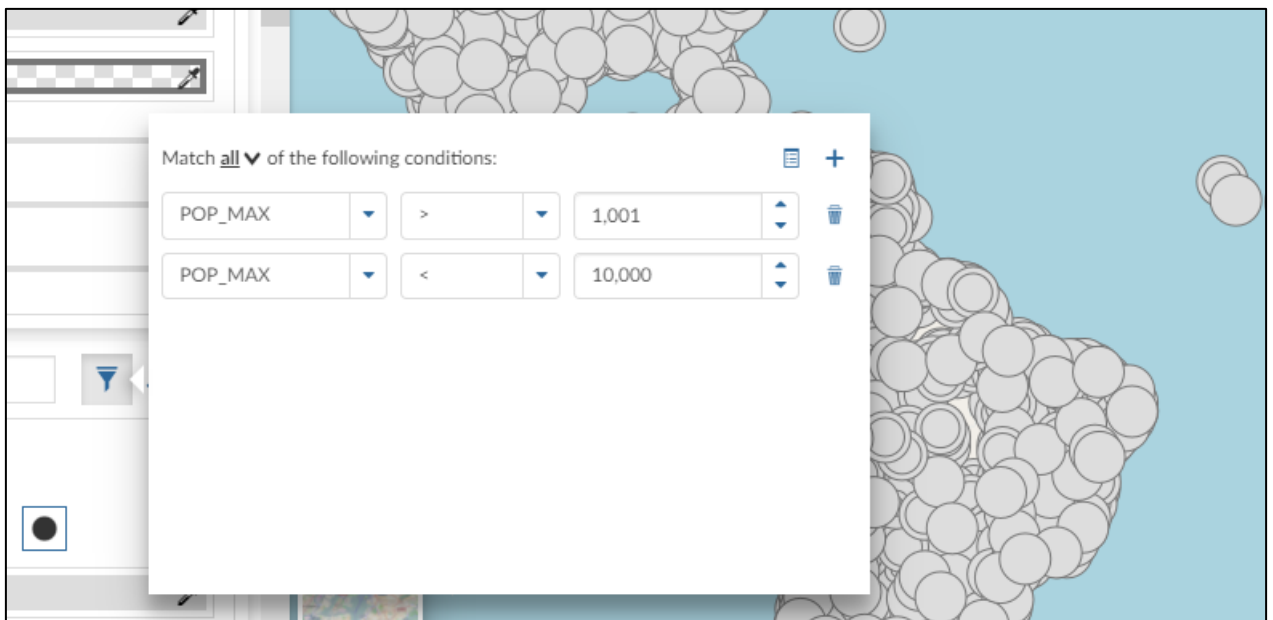 Match all of the following conditions:
POP_MAX > 1,001
POP_MAX < 10,000